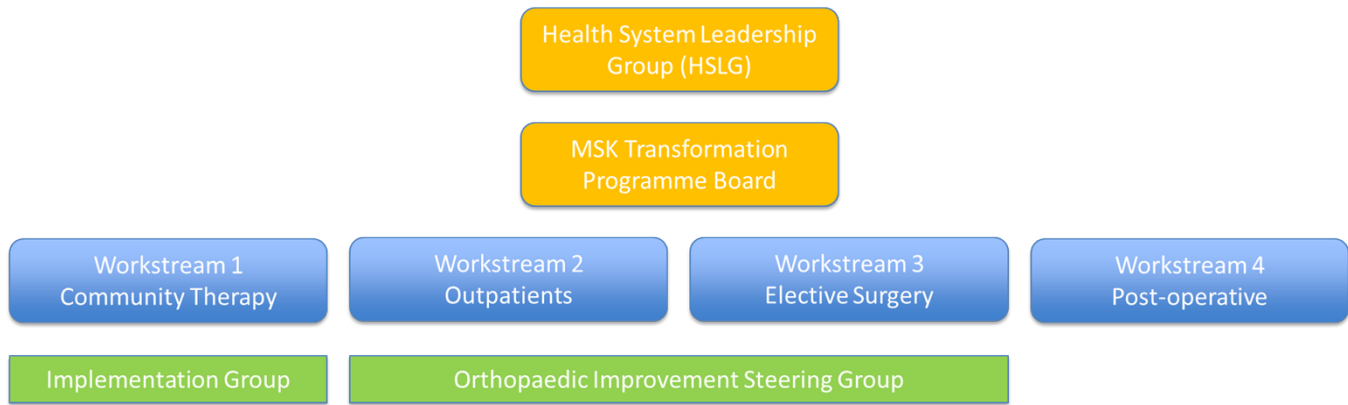 Health System Leadership
Group (HSLG)
MSK Transformation
Programme Board
Workstream 1
Community Therapy
Workstream 2
Outpatients
Workstream 3
Elective Surgery
Workstream 4
Post-operative
Implementation Group
Orthopaedic Improvement Steering Group